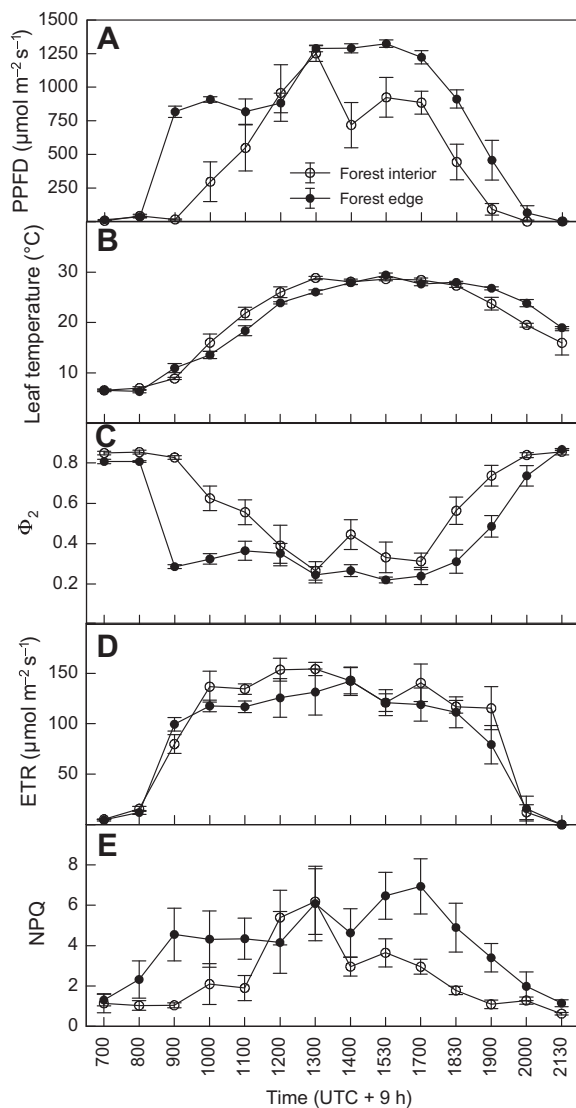 A
1500
1250
1000
750
500
250
PPFD (µmol m⁻² s⁻¹)
Forest interior
Forest edge
B
30
20
10
Leaf temperature (°C)
C
0.8
0.6
0.4
0.2
Φ₂
D
150
100
50
ETR (µmol m⁻² s⁻¹)
E
8
6
4
2
0
NPQ
700 800 900 1000 1100 1200 1300 1400 1530 1700 1830 1900 2000 2130
Time (UTC + 9 h)